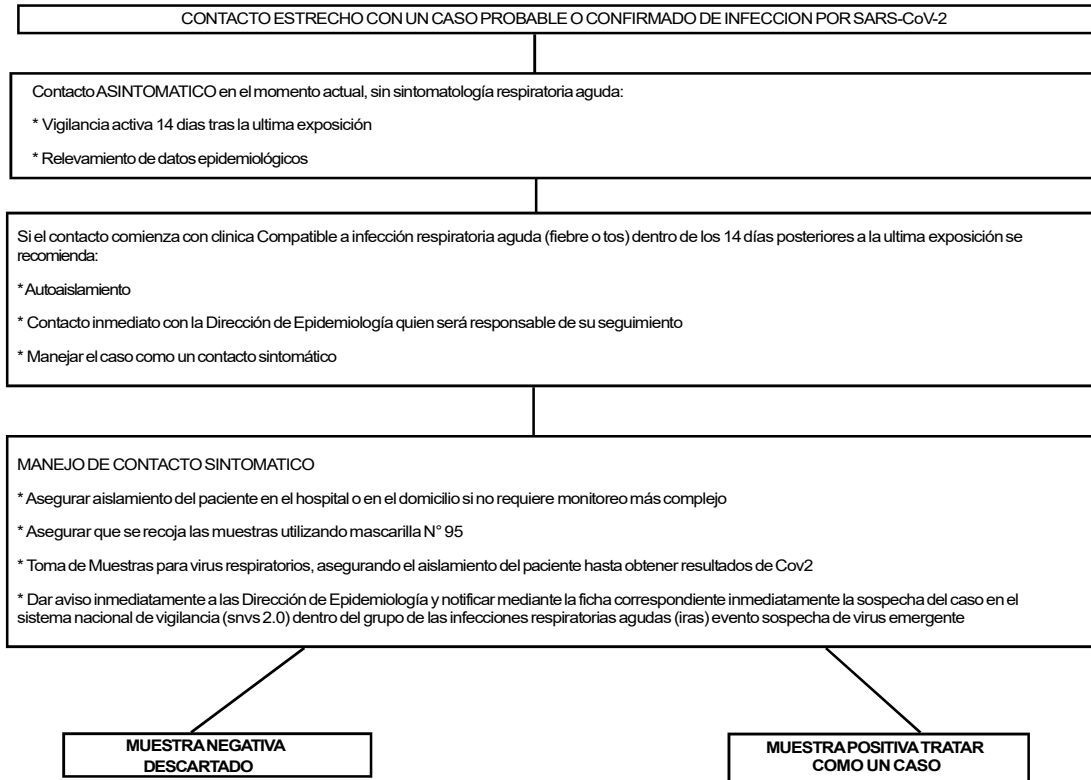 CONTACTO ESTRECHO CON UN CASO PROBABLE O CONFIRMADO DE INFECCION POR SARS-CoV-2
Contacto ASINTOMATICO en el momento actual, sin sintomatología respiratoria aguda:
* Vigilancia activa 14 dias tras la ultima exposición
* Relevamiento de datos epidemiológicos
Si el contacto comienza con clinica Compatible a infección respiratoria aguda (fiebre o tos) dentro de los 14 días posteriores a la ultima exposición se
recomienda:
* Autoaislamiento
* Contacto inmediato con la Dirección de Epidemiología quien será responsable de su seguimiento
* Manejar el caso como un contacto sintomático
MANEJO DE CONTACTO SINTOMATICO
* Asegurar aislamiento del paciente en el hospital o en el domicilio si no requiere monitoreo más complejo
* Asegurar que se recoja las muestras utilizando mascarilla N° 95
* Toma de Muestras para virus respiratorios, asegurando el aislamiento del paciente hasta obtener resultados de Cov2
* Dar aviso inmediatamente a las Dirección de Epidemiología y notificar mediante la ficha correspondiente inmediatamente la sospecha del caso en el
sistema nacional de vigilancia (snvs 2.0) dentro del grupo de las infecciones respiratorias agudas (iras) evento sospecha de virus emergente
MUESTRA NEGATIVA
DESCARTADO
MUESTRA POSITIVA TRATAR
COMO UN CASO